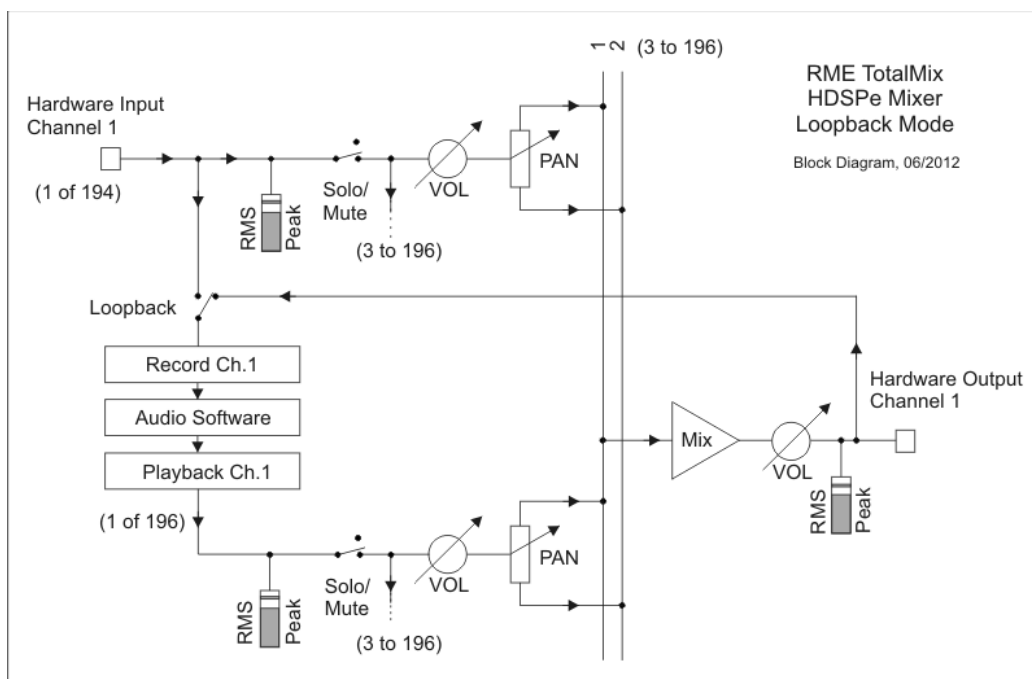 1
2
(3 to 196)
RME TotalMix
HDSPe Mixer
Loopback Mode
Block Diagram, 06/2012
Hardware Input
Channel 1
(1 of 194)
RMS
Peak
Solo/
Mute
(3 to 196)
VOL
PAN
Loopback
Record Ch.1
Audio Software
Playback Ch.1
(1 of 196)
Hardware Output
Channel 1
Mix
VOL
RMS
Peak
RMS
Peak
Solo/
Mute
(3 to 196)
VOL
PAN